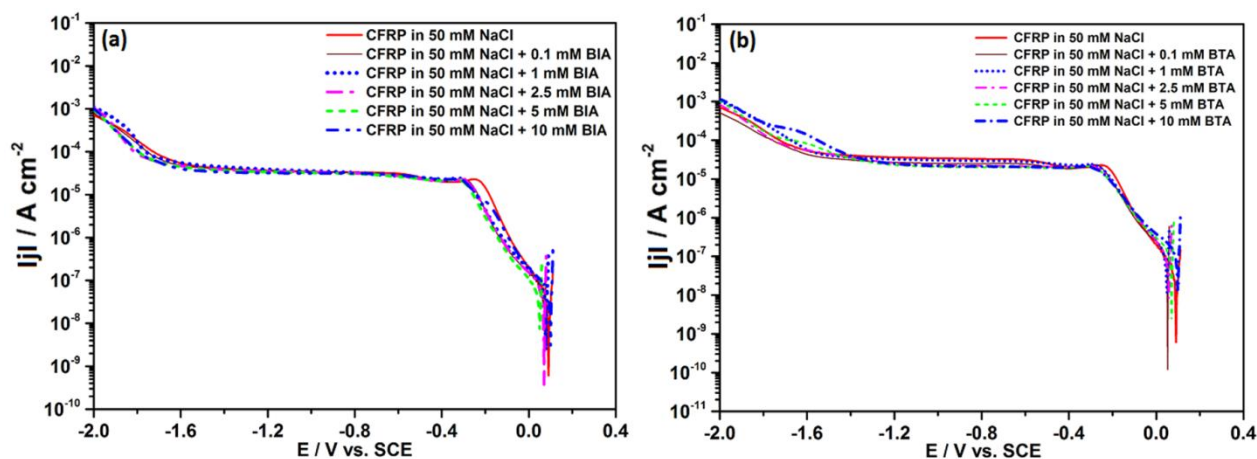 (a)
CFRP in 50 mM NaCl
CFRP in 50 mM NaCl + 0.1 mM BIA
CFRP in 50 mM NaCl + 1 mM BIA
CFRP in 50 mM NaCl + 2.5 mM BIA
CFRP in 50 mM NaCl + 5 mM BIA
CFRP in 50 mM NaCl + 10 mM BIA
IjI / A cm-2
10-1
10-2
10-3
10-4
10-5
10-6
10-7
10-8
10-9
10-10
-2.0 -1.6 -1.2 -0.8 -0.4 0.0 0.4
E / V vs. SCE
(b)
CFRP in 50 mM NaCl
CFRP in 50 mM NaCl + 0.1 mM BTA
CFRP in 50 mM NaCl + 1 mM BTA
CFRP in 50 mM NaCl + 2.5 mM BTA
CFRP in 50 mM NaCl + 5 mM BTA
CFRP in 50 mM NaCl + 10 mM BTA
IjI / A cm-2
10-1
10-2
10-3
10-4
10-5
10-6
10-7
10-8
10-9
10-10
10-11
-2.0 -1.6 -1.2 -0.8 -0.4 0.0 0.4
E / V vs. SCE